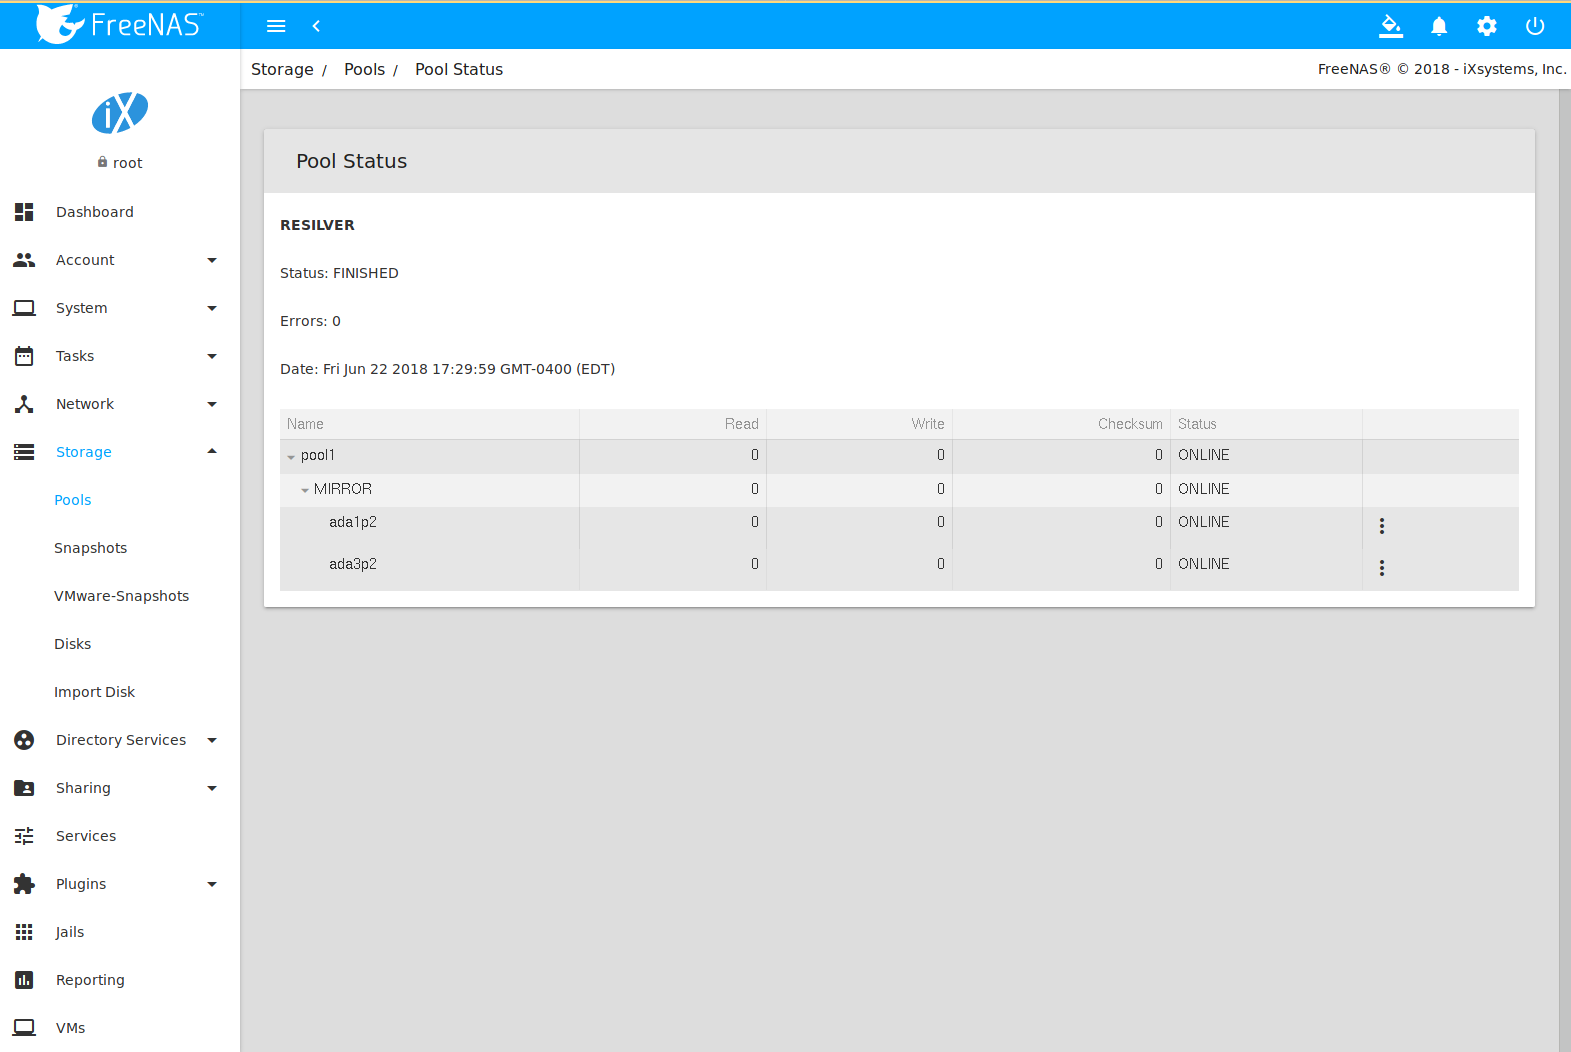 FreeNAS™
Storage / Pools / Pool Status
FreeNAS® © 2018 - iXsystems, Inc.
iX
root
Dashboard
Account
System
Tasks
Network
Storage
Pools
Snapshots
VMware-Snapshots
Disks
Import Disk
Directory Services
Sharing
Services
Plugins
Jails
Reporting
VMs
Pool Status
RESILVER
Status: FINISHED
Errors: 0
Date: Fri Jun 22 2018 17:29:59 GMT-0400 (EDT)
Name Read Write Checksum Status
pool1 0 0 0 ONLINE
MIRROR 0 0 0 ONLINE
ada1p2 0 0 0 ONLINE
ada3p2 0 0 0 ONLINE